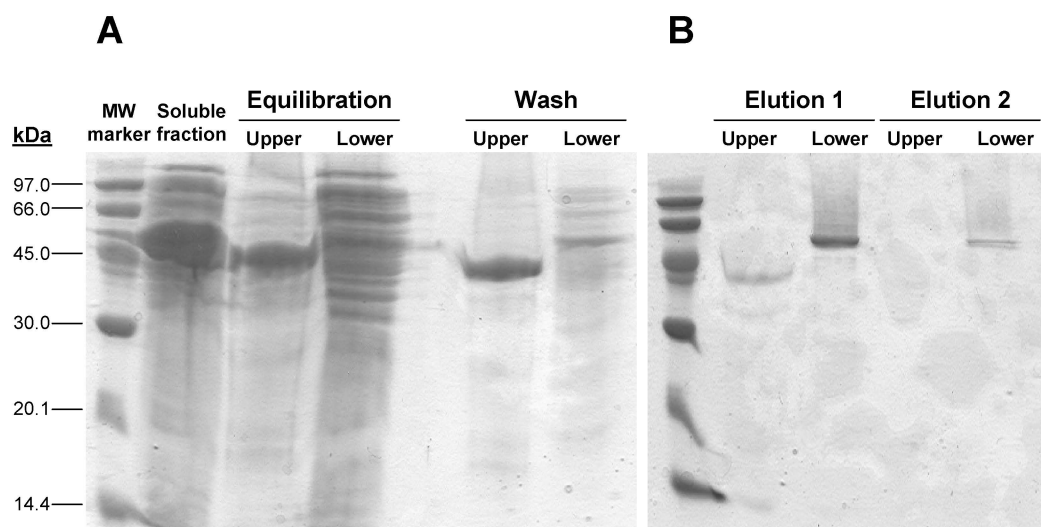 A
B
Equilibration
Wash
Elution 1
Elution 2
MW
marker
Soluble
fraction
kDa
Upper
Lower
Upper
Lower
Upper
Lower
Upper
Lower
97.0
66.0
45.0
30.0
20.1
14.4